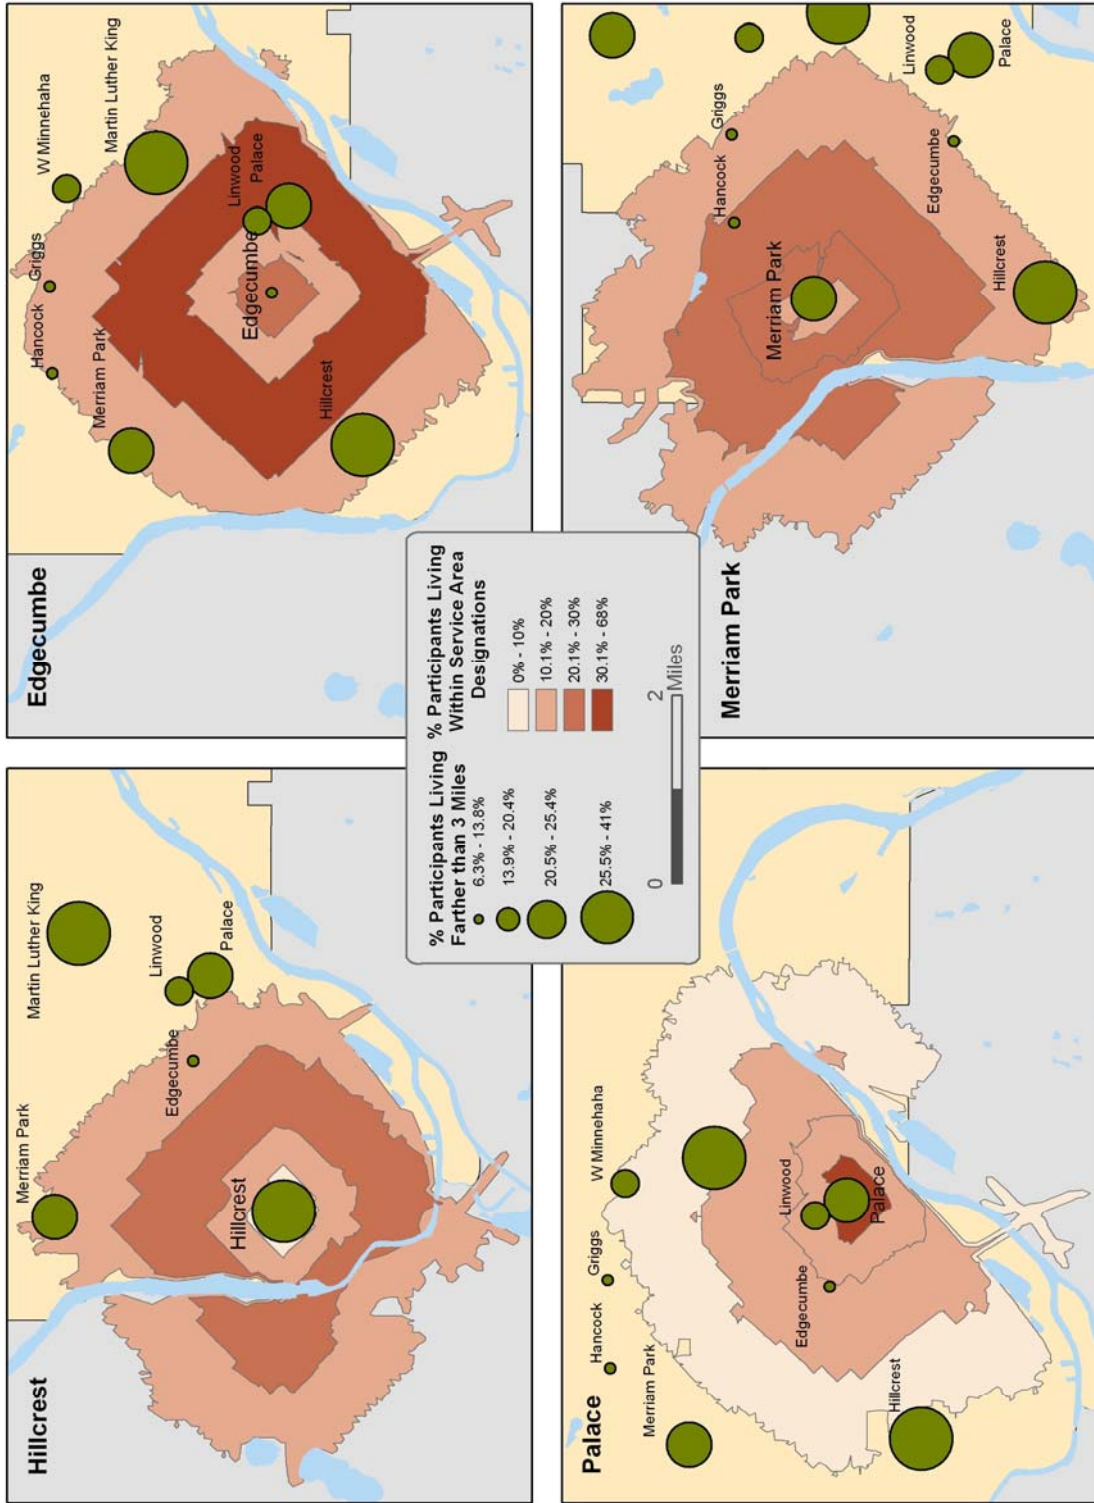 Hillcrest
Merriam Park
Martin Luther King
Edgecumbe
Linwood
Palace
Hillcrest
Edgecumbe
Hancock
Griggs
W Minnehaha
Merriam Park
Martin Luther King
Linwood
Palace
Edgecumbe
Hillcrest
% Participants Living
Farther than 3 Miles
6.3% - 13.8%
13.9% - 20.4%
20.5% - 25.4%
25.5% - 41%
% Participants Living
Within Service Area
Designations
0% - 10%
10.1% - 20%
20.1% - 30%
30.1% - 68%
0
2
Miles
Palace
Hancock
Griggs
W Minnehaha
Merriam Park
Linwood
Edgecumbe
Palace
Hillcrest
Merriam Park
Hancock
Griggs
Linwood
Palace
Merriam Park
Edgecumbe
Hillcrest